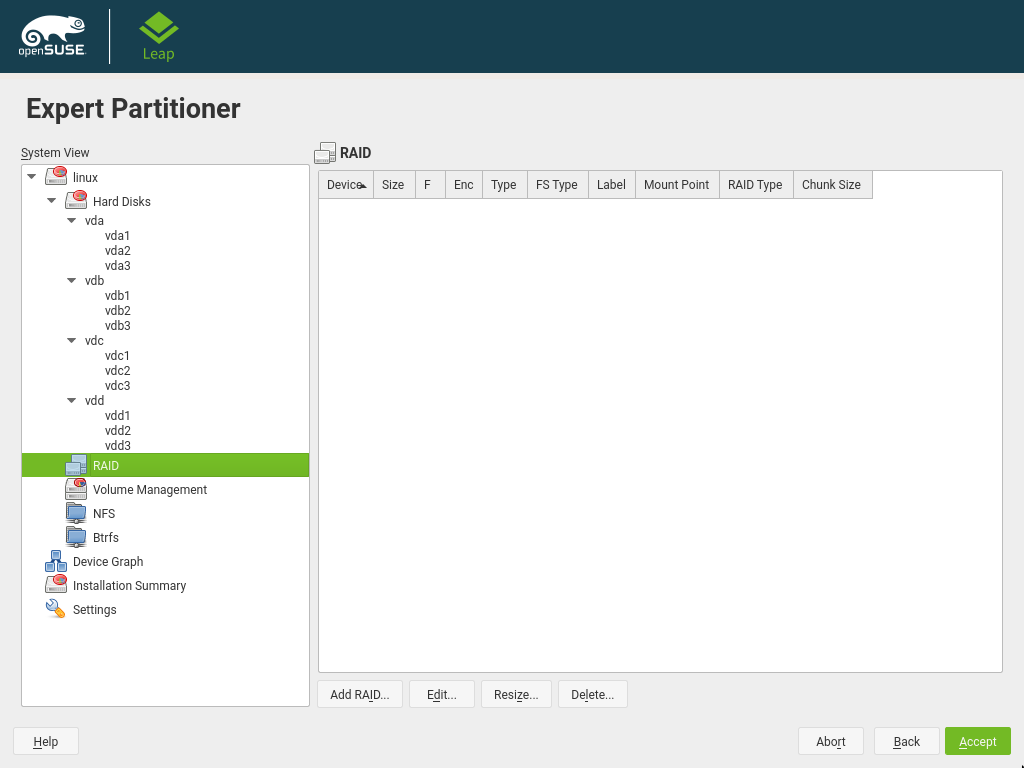 openSUSE
Leap
Expert Partitioner
System View
linux
Hard Disks
vda
vda1
vda2
vda3
vdb
vdb1
vdb2
vdb3
vdc
vdc1
vdc2
vdc3
vdd
vdd1
vdd2
vdd3
RAID
Volume Management
NFS
Btrfs
Device Graph
Installation Summary
Settings
RAID
Device Size F Enc Type FS Type Label Mount Point RAID Type Chunk Size
Add RAID... Edit... Resize... Delete...
Help Abort Back Accept